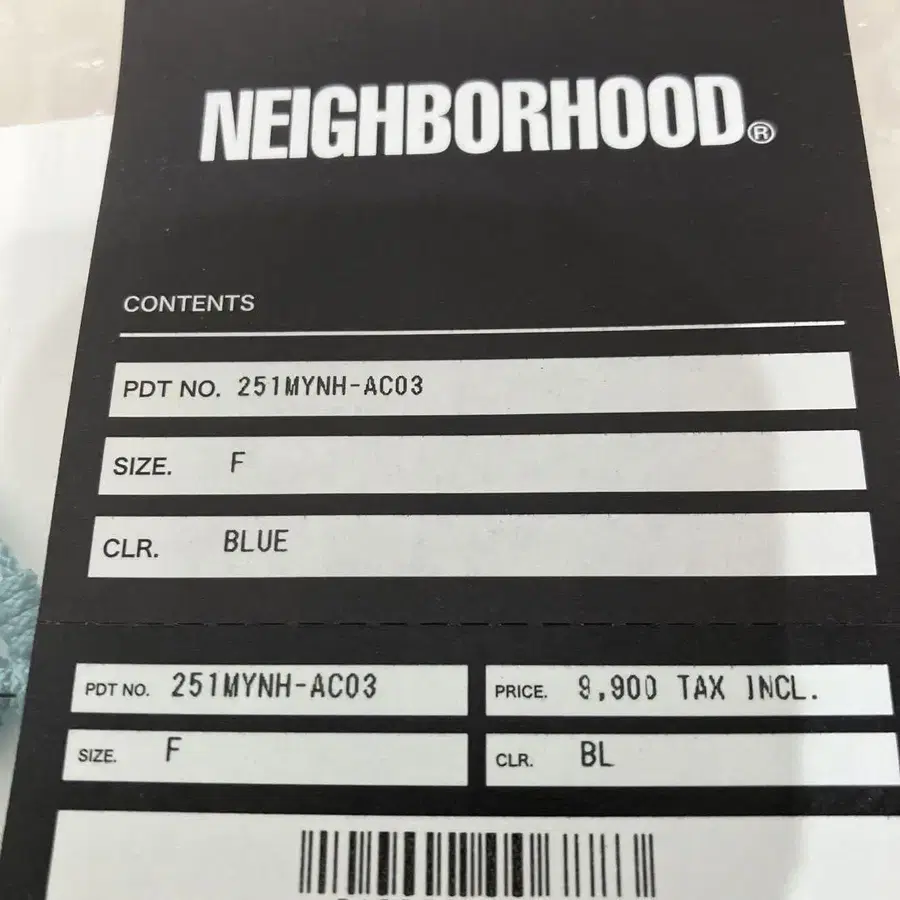 NEIGHBORHOOD®
CONTENTS
PDT NO. 251MYNH-AC03
SIZE. F
CLR. BLUE
PDT NO. 251MYNH-AC03
PRICE. 9,900 TAX INCL.
SIZE. F
CLR. BL